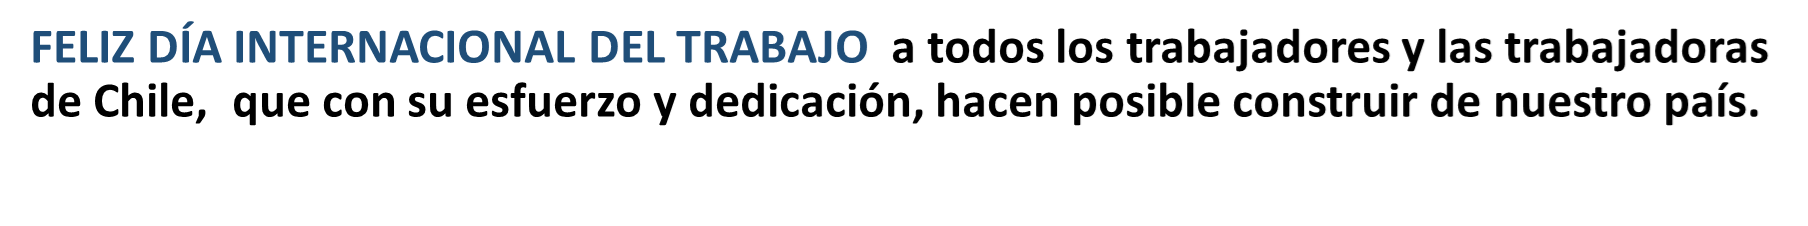 FELIZ DÍA INTERNACIONAL DEL TRABAJO  a todos los trabajadores y las trabajadoras
de Chile,  que con su esfuerzo y dedicación, hacen posible construir de nuestro país.